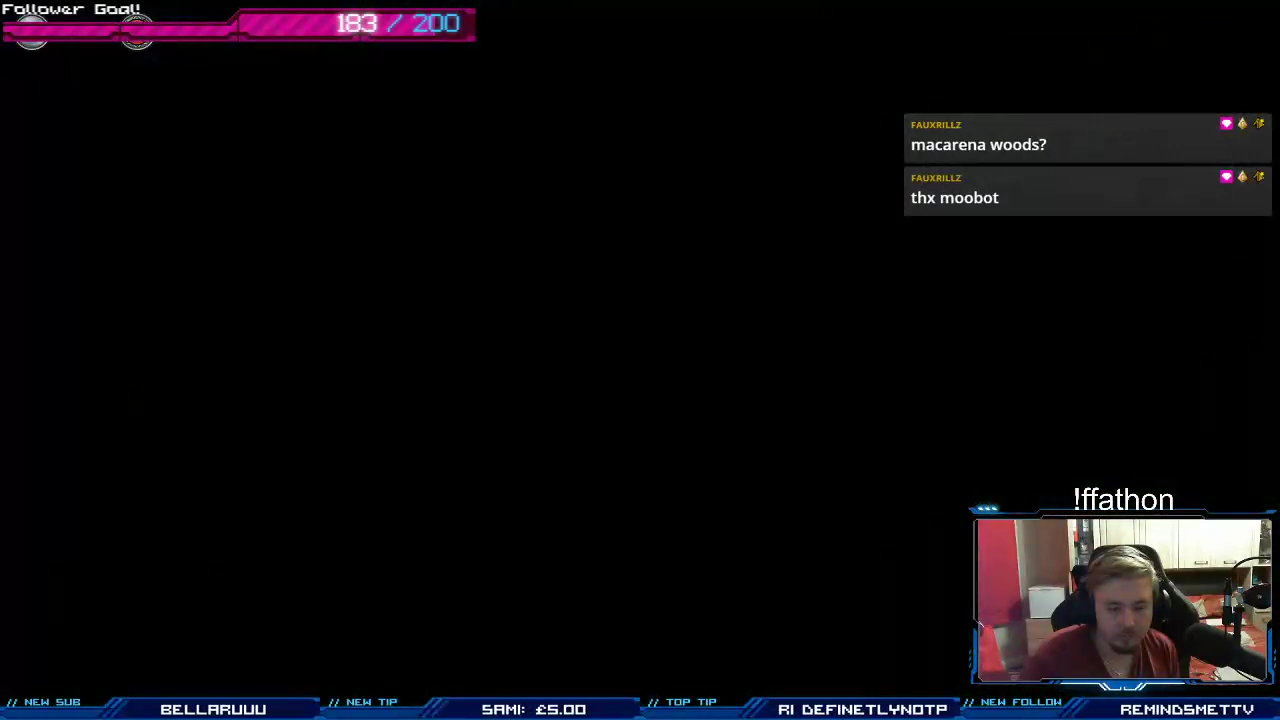 Follower Goal!
183 / 200
FAUXRILLZ
macarena woods?
FAUXRILLZ
thx moobot
!ffathon
// NEW SUB
BELLARUUU
// NEW TIP
SAMI: £5.00
// TOP TIP
RI DEFINETLYNOTP
// NEW FOLLOW
REMINDSMETTV